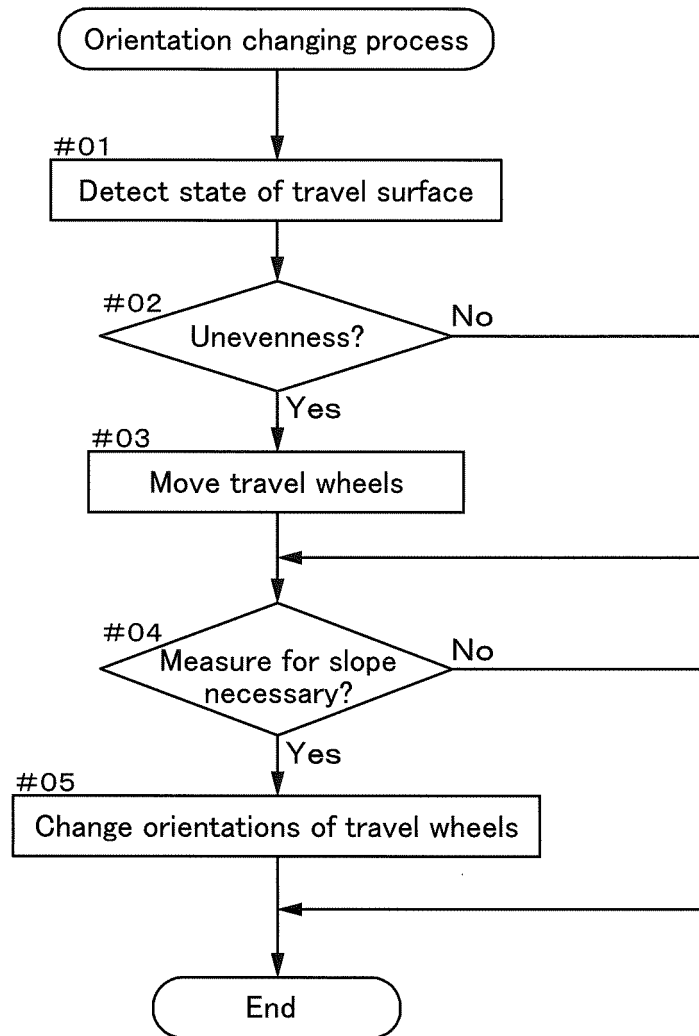 Orientation changing process
#01
Detect state of travel surface
#02
Unevenness?
No
Yes
#03
Move travel wheels
#04
Measure for slope
necessary?
No
Yes
#05
Change orientations of travel wheels
End